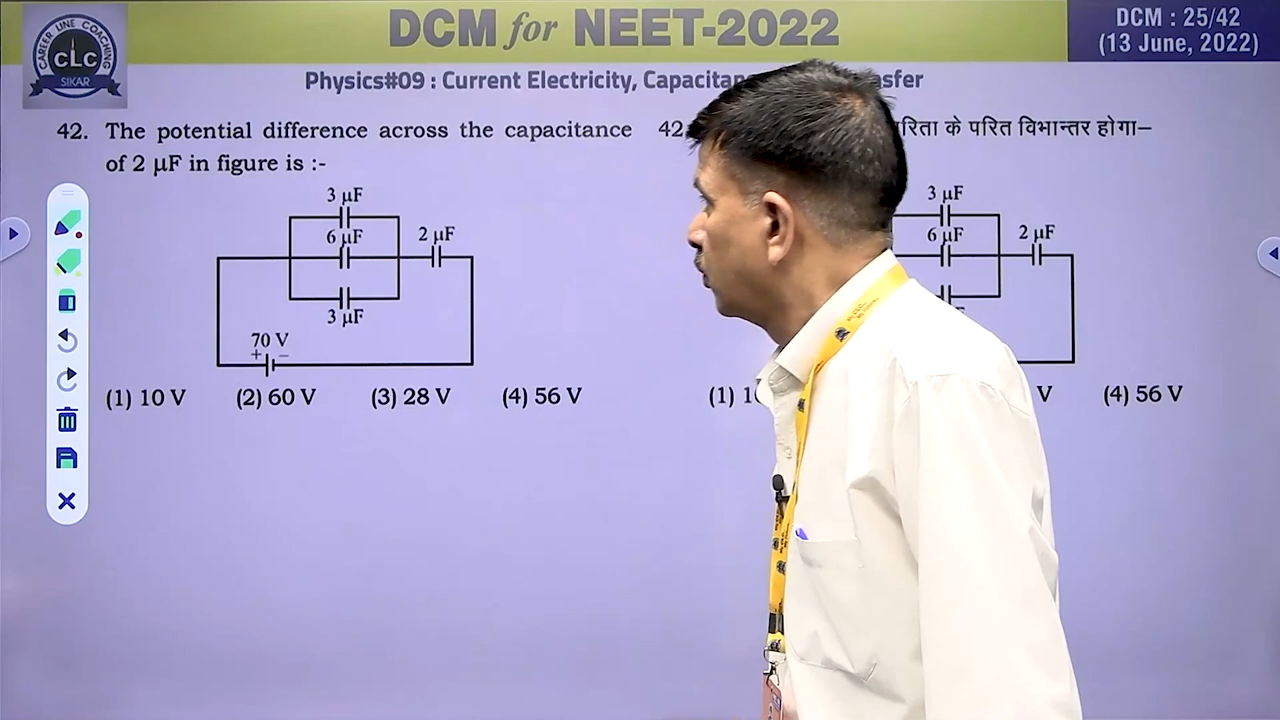 DCM for NEET-2022
DCM : 25/42
(13 June, 2022)
CAREER LINE COACHING
CLC
SIKAR
Physics#09 : Current Electricity, 
42. The potential difference across the capacitance
of 2 μF in figure is :-
3 μF
6 μF
2 μF
3 μF
70 V
+ −
(1) 10 V (2) 60 V (3) 28 V (4) 56 V
42
के परित विभान्तर होगा–
3 μF
6 μF
2 μF
(1) V (4) 56 V